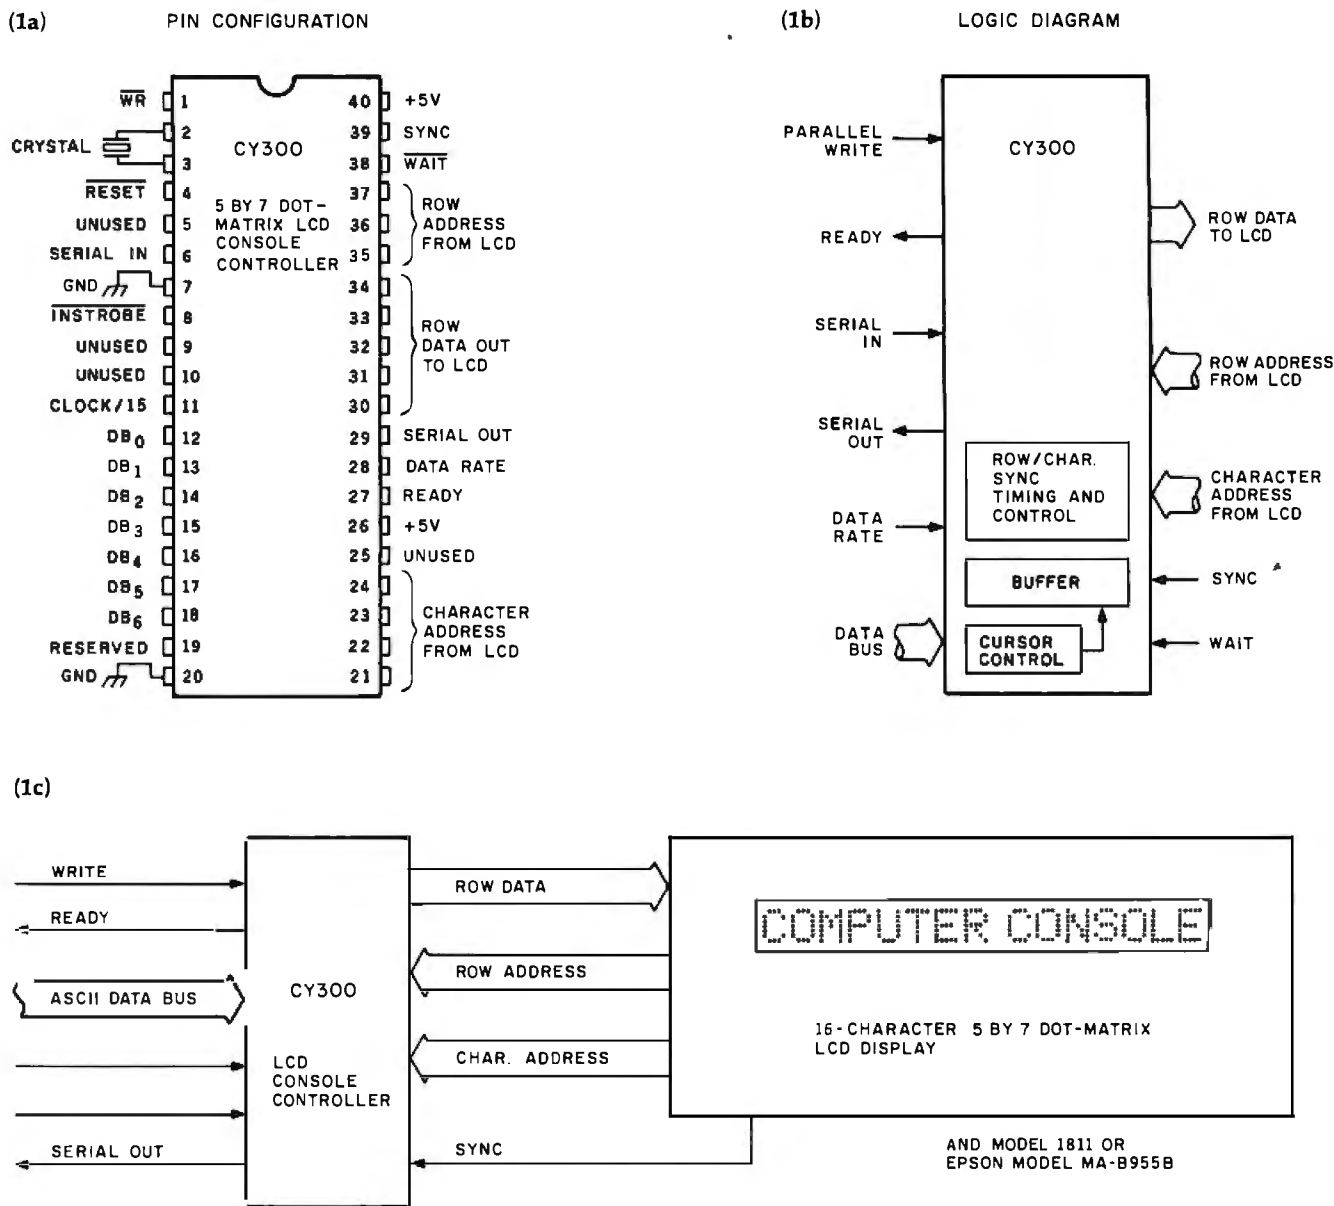 (1a)
PIN CONFIGURATION
WR 1
CRYSTAL 2
3
RESET 4
UNUSED 5
SERIAL IN 6
GND 7
INSTROBE 8
UNUSED 9
UNUSED 10
CLOCK/15 11
DB0 12
DB1 13
DB2 14
DB3 15
DB4 16
DB5 17
DB6 18
RESERVED 19
GND 20
CY300
5 BY 7 DOT-
MATRIX LCD
CONSOLE
CONTROLLER
40 +5V
39 SYNC
38 WAIT
37
36
35
ROW
ADDRESS
FROM LCD
34
33
32
31
30
ROW
DATA OUT
TO LCD
29 SERIAL OUT
28 DATA RATE
27 READY
26 +5V
25 UNUSED
24
23
22
21
CHARACTER
ADDRESS
FROM LCD
(1b)
LOGIC DIAGRAM
PARALLEL
WRITE
READY
SERIAL
IN
SERIAL
OUT
DATA
RATE
DATA
BUS
CY300
ROW/CHAR.
SYNC
TIMING AND
CONTROL
BUFFER
CURSOR
CONTROL
ROW DATA
TO LCD
ROW ADDRESS
FROM LCD
CHARACTER
ADDRESS
FROM LCD
SYNC
WAIT
(1c)
WRITE
READY
ASCII DATA BUS
SERIAL OUT
CY300
LCD
CONSOLE
CONTROLLER
ROW DATA
ROW ADDRESS
CHAR. ADDRESS
SYNC
COMPUTER CONSOLE
16-CHARACTER 5 BY 7 DOT-MATRIX
LCD DISPLAY
AND MODEL 1811 OR
EPSON MODEL MA-B955B